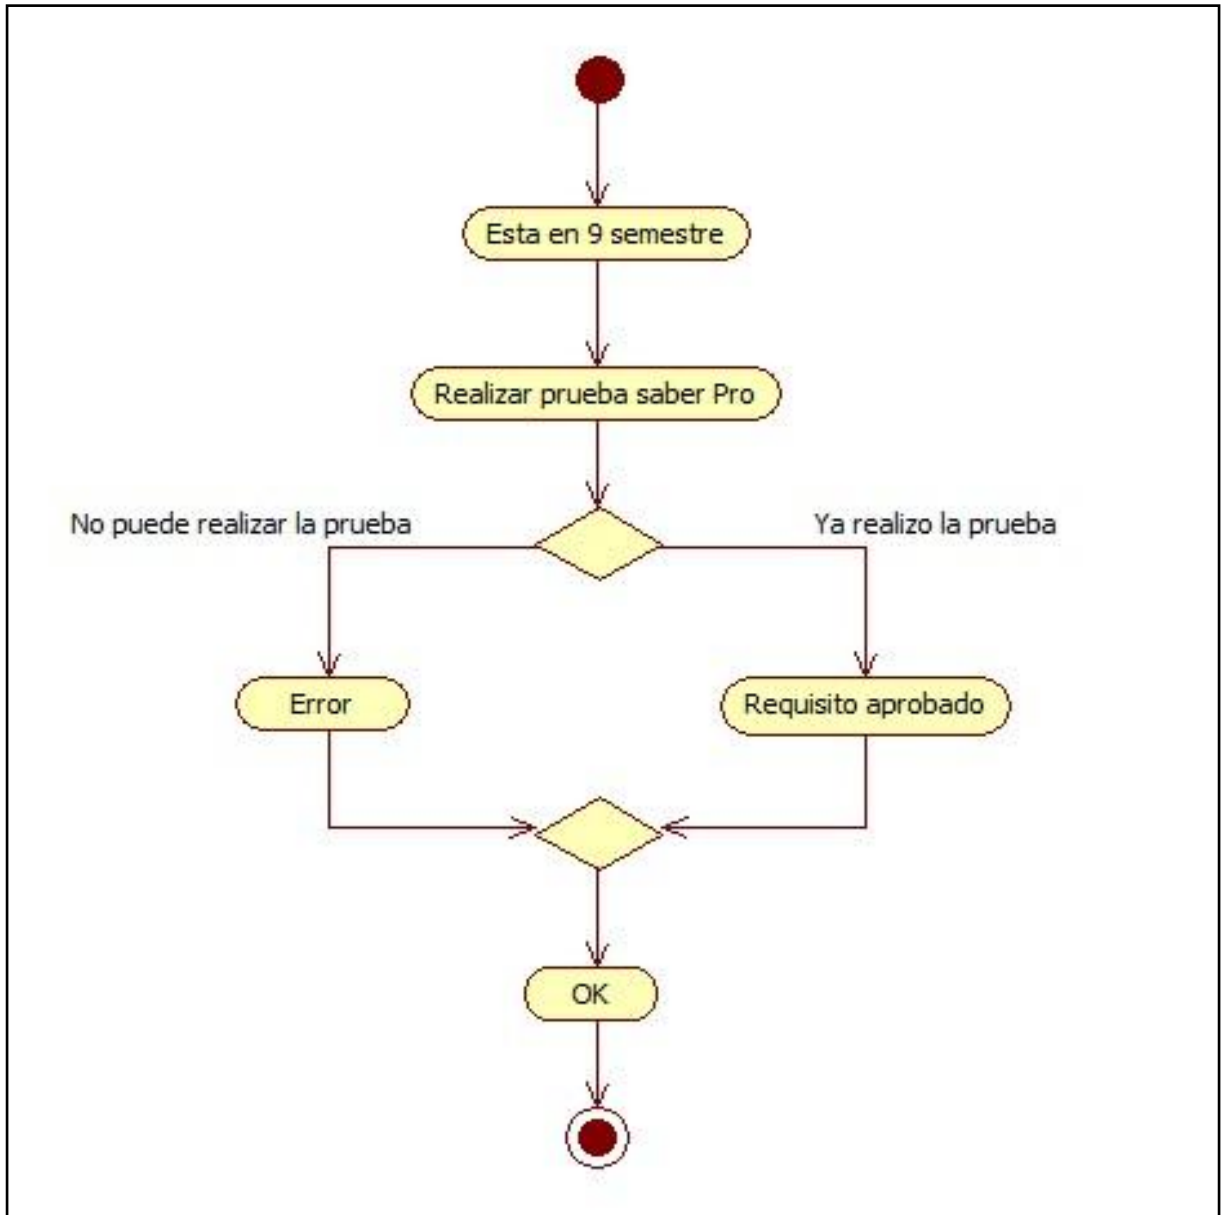 Esta en 9 semestre
Realizar prueba saber Pro
No puede realizar la prueba
Ya realizo la prueba
Error
Requisito aprobado
OK